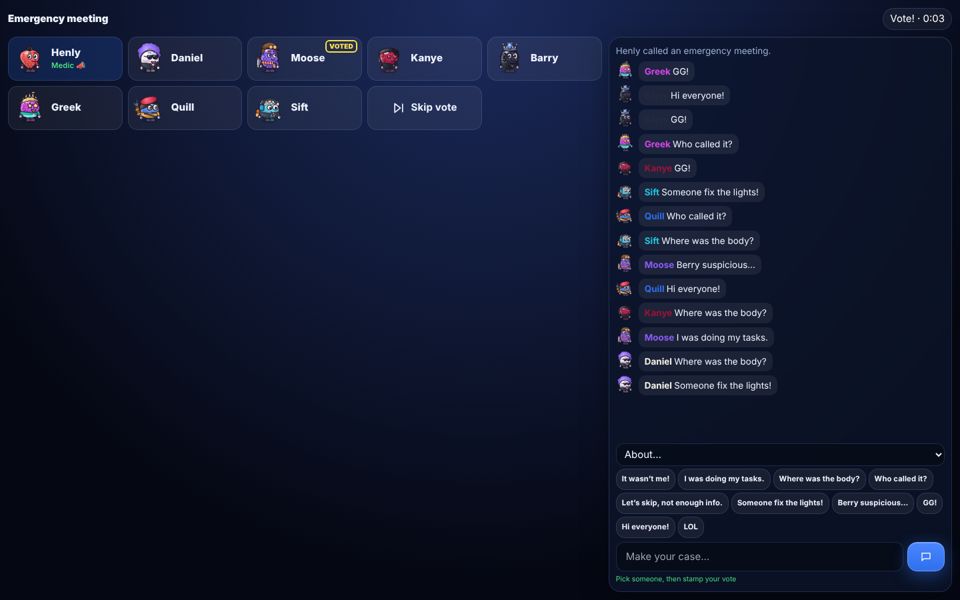 Emergency meeting
Vote! · 0:03
Henly
Medic
Daniel
VOTED
Moose
Kanye
Barry
Greek
Quill
Sift
Skip vote
Henly called an emergency meeting.
Greek GG!
Hi everyone!
GG!
Greek Who called it?
Kanye GG!
Sift Someone fix the lights!
Quill Who called it?
Sift Where was the body?
Moose Berry suspicious...
Quill Hi everyone!
Kanye Where was the body?
Moose I was doing my tasks.
Daniel Where was the body?
Daniel Someone fix the lights!
About...
It wasn't me!
I was doing my tasks.
Where was the body?
Who called it?
Let's skip, not enough info.
Someone fix the lights!
Berry suspicious...
GG!
Hi everyone!
LOL
Make your case...
Pick someone, then stamp your vote